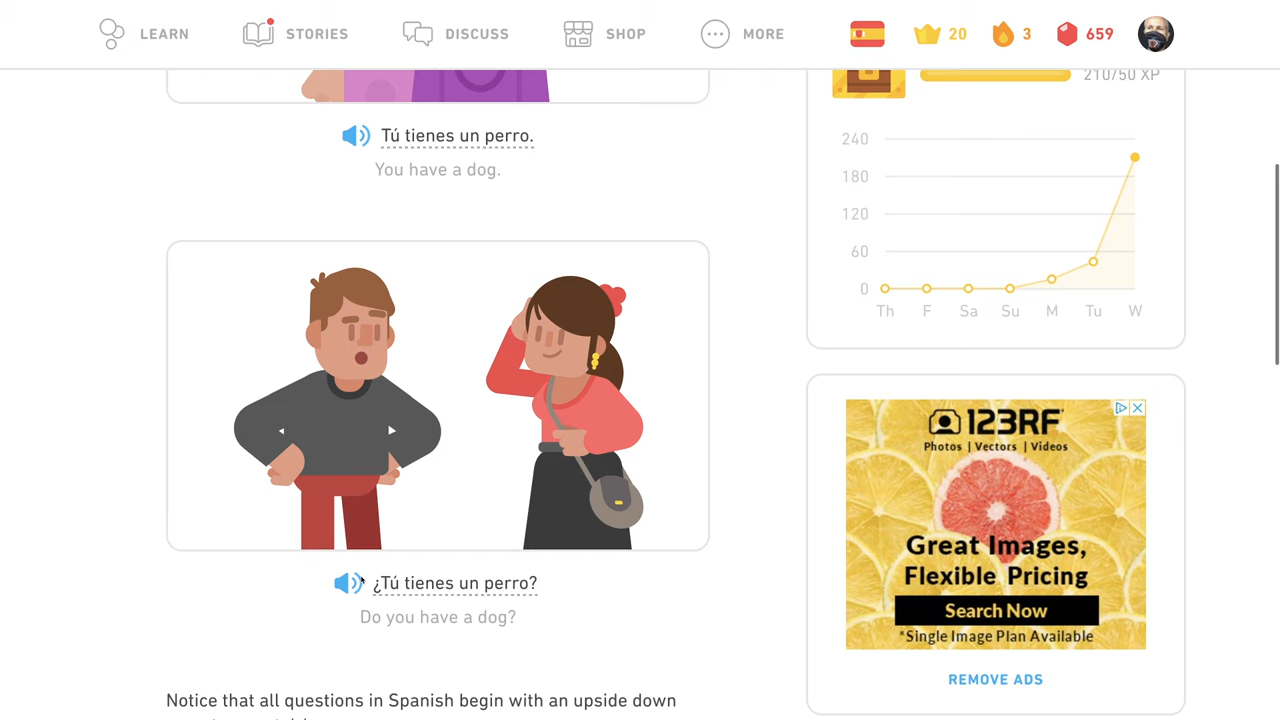 LEARN
STORIES
DISCUSS
SHOP
MORE
20
3
659
Tú tienes un perro.
You have a dog.
¿Tú tienes un perro?
Do you have a dog?
Notice that all questions in Spanish begin with an upside down
210/50 XP
240
180
120
60
0
Th F Sa Su M Tu W
123RF
Photos | Vectors | Videos
Great Images,
Flexible Pricing
Search Now
*Single Image Plan Available
REMOVE ADS